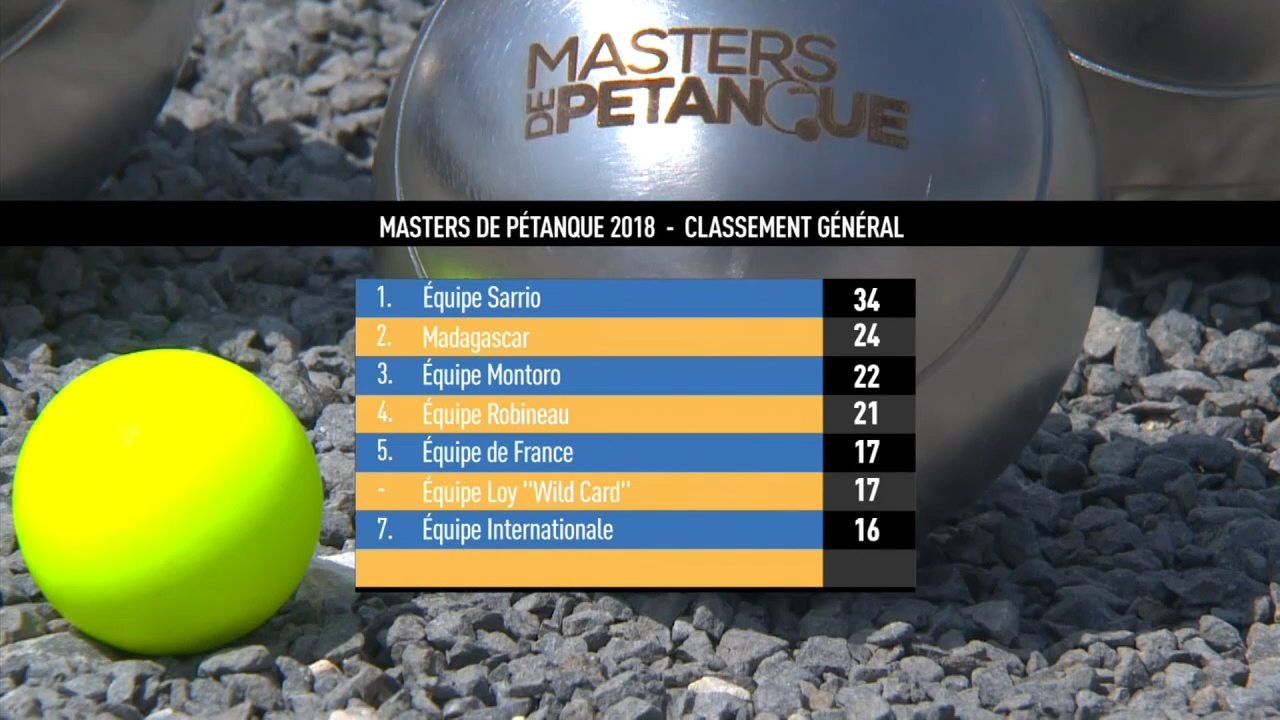 MASTERS
DE PETANQUE
MASTERS DE PÉTANQUE 2018 - CLASSEMENT GÉNÉRAL
1. Équipe Sarrio 34
2. Madagascar 24
3. Équipe Montoro 22
4. Équipe Robineau 21
5. Équipe de France 17
- Équipe Loy "Wild Card" 17
7. Équipe Internationale 16